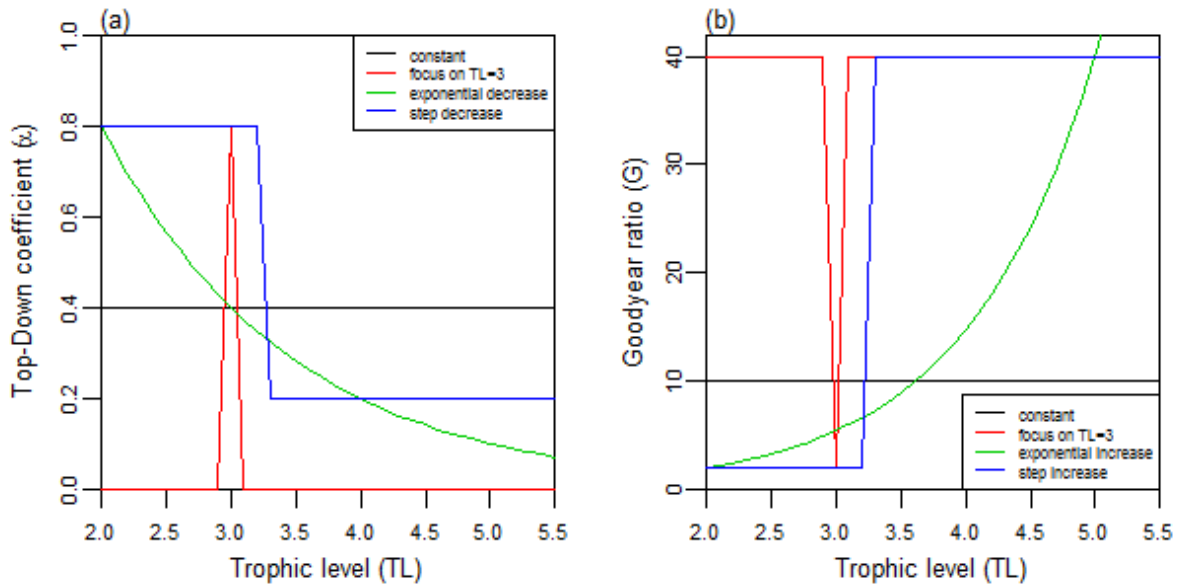 (a)
1.0
0.8
0.6
0.4
0.2
0.0
Top-Down coefficient (α)
constant
focus on TL=3
exponential decrease
step decrease
2.0 2.5 3.0 3.5 4.0 4.5 5.0 5.5
Trophic level (TL)
(b)
40
30
20
10
0
Goodyear ratio (G)
constant
focus on TL=3
exponential increase
step increase
2.0 2.5 3.0 3.5 4.0 4.5 5.0 5.5
Trophic level (TL)